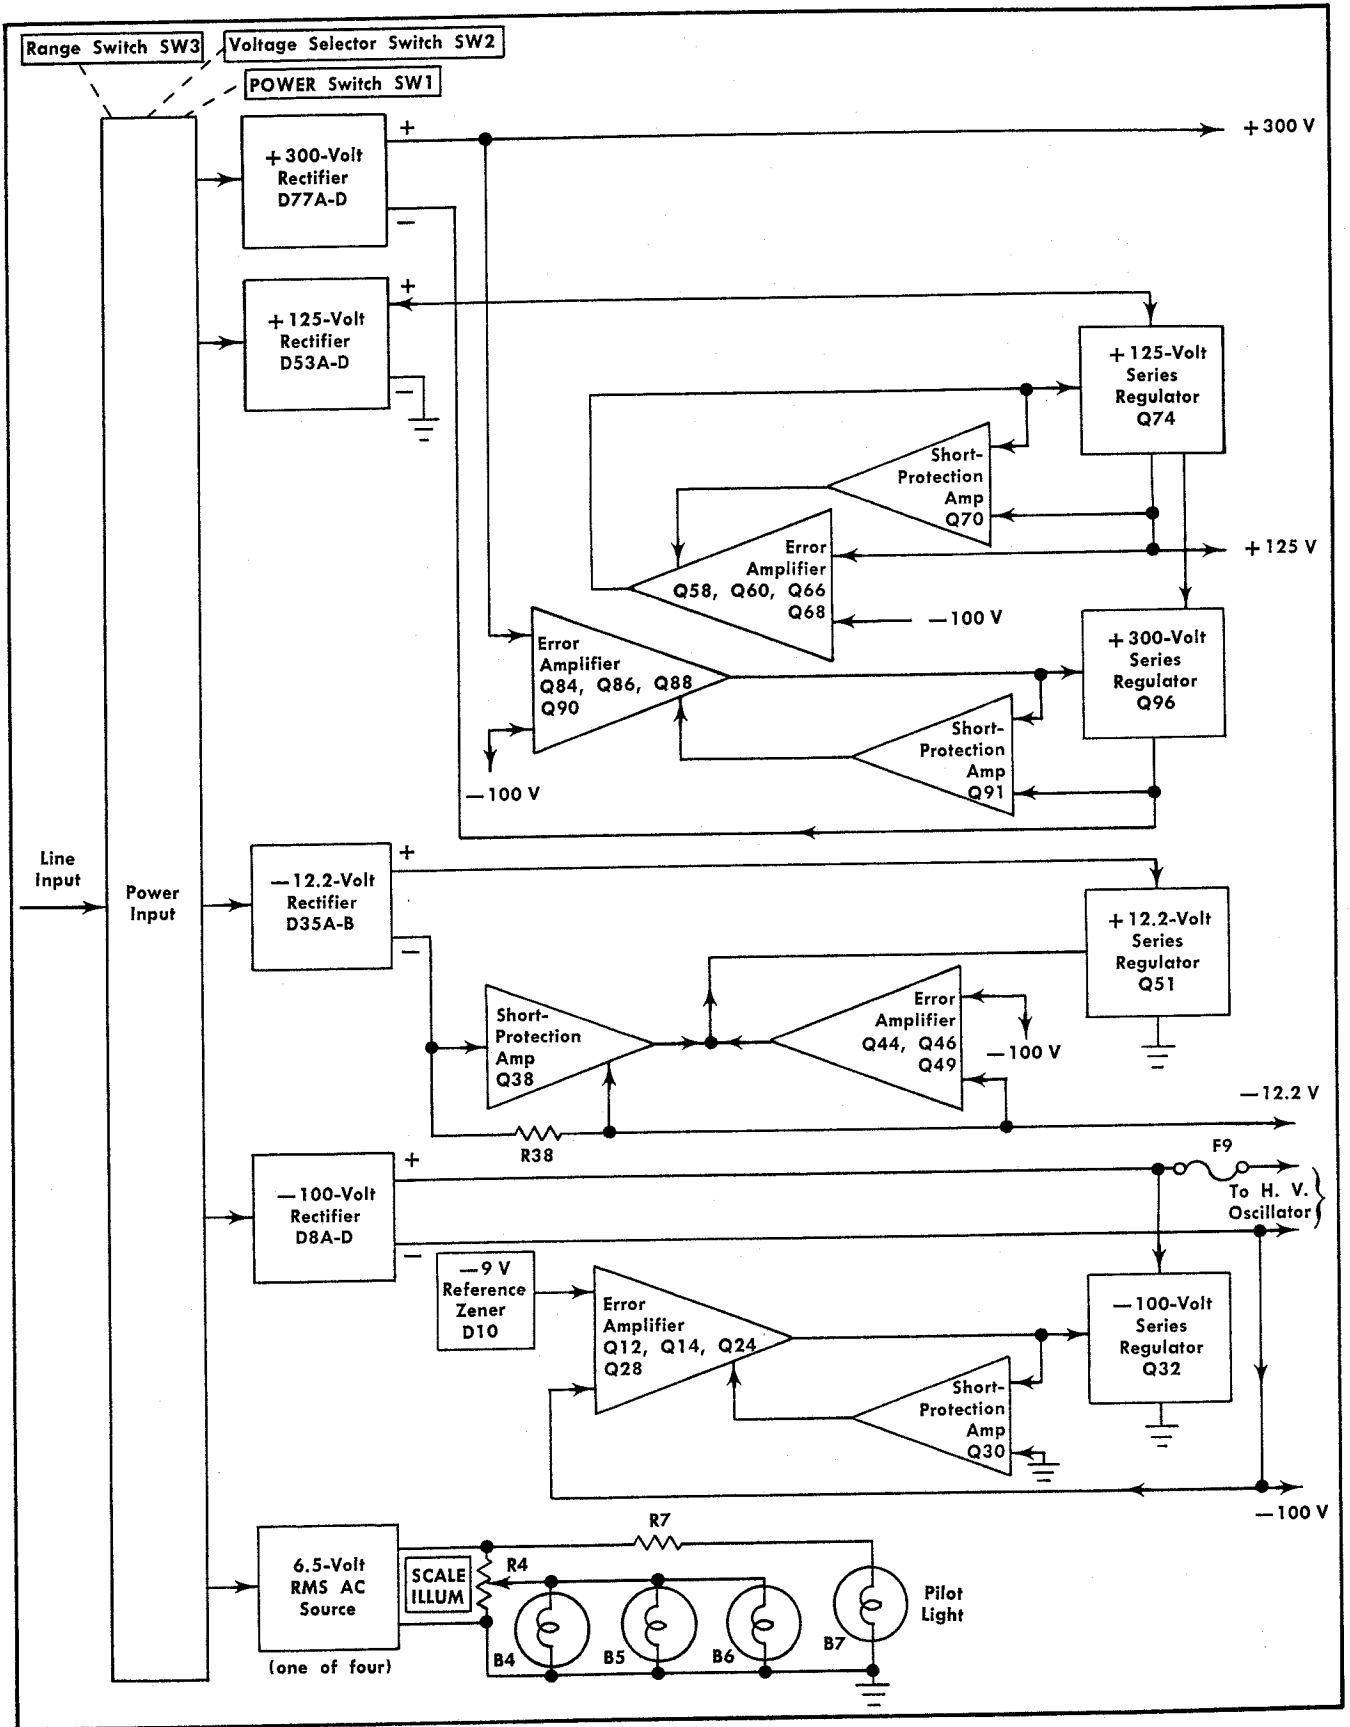 Range Switch SW3
Voltage Selector Switch SW2
POWER Switch SW1
+300-Volt
Rectifier
D77A-D
+
−
+300 V
+125-Volt
Rectifier
D53A-D
+
−
+125-Volt
Series
Regulator
Q74
Short-
Protection
Amp
Q70
Error
Amplifier
Q58, Q60, Q66
Q68
+125 V
−100 V
Error
Amplifier
Q84, Q86, Q88
Q90
−100 V
+300-Volt
Series
Regulator
Q96
Short-
Protection
Amp
Q91
Line
Input
Power
Input
−12.2-Volt
Rectifier
D35A-B
+
−
+12.2-Volt
Series
Regulator
Q51
Short-
Protection
Amp
Q38
Error
Amplifier
Q44, Q46
Q49
−100 V
−12.2 V
R38
−100-Volt
Rectifier
D8A-D
+
−
F9
To H. V.
Oscillator
−9 V
Reference
Zener
D10
Error
Amplifier
Q12, Q14, Q24
Q28
−100-Volt
Series
Regulator
Q32
Short-
Protection
Amp
Q30
−100 V
6.5-Volt
RMS AC
Source
(one of four)
SCALE
ILLUM
R4
R7
B4
B5
B6
B7
Pilot
Light